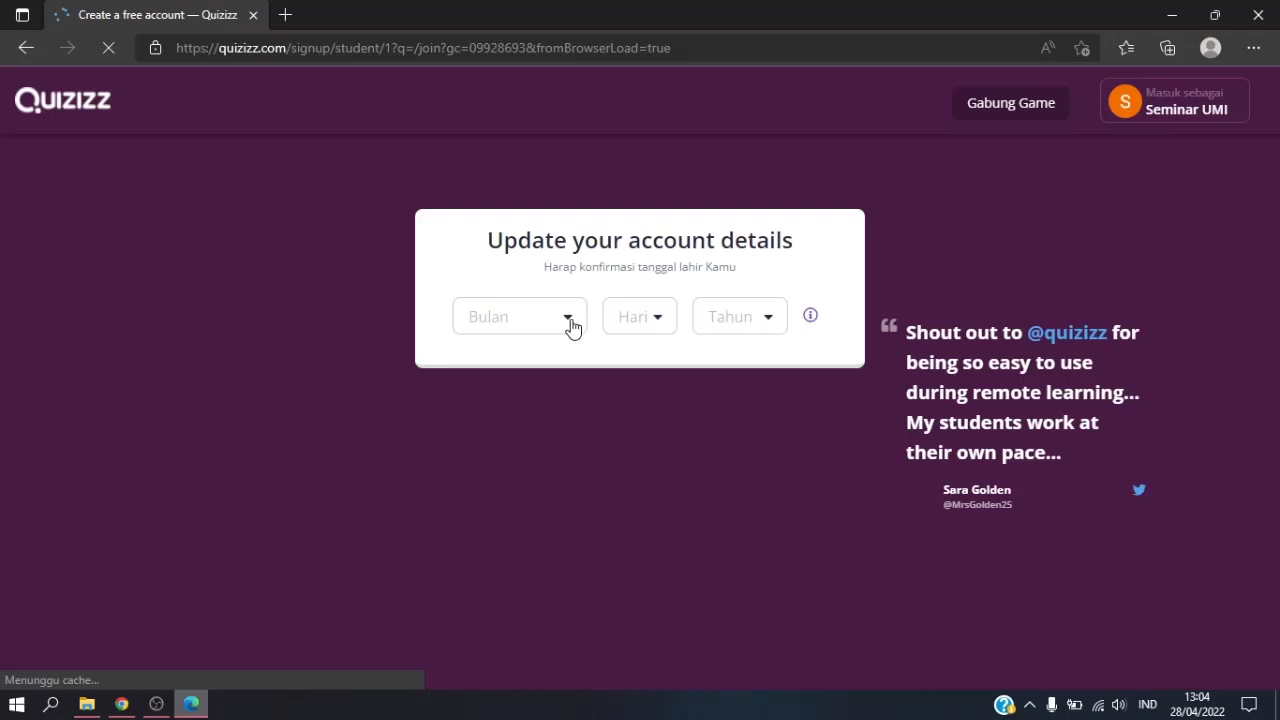 Create a free account — Quizizz
https://quizizz.com/signup/student/1?q=/join?gc=09928693&fromBrowserLoad=true
Quizizz
Gabung Game
S
Masuk sebagai
Seminar UMI
Update your account details
Harap konfirmasi tanggal lahir Kamu
Bulan
Hari
Tahun
Shout out to @quizizz for
being so easy to use
during remote learning...
My students work at
their own pace...
Sara Golden
@MrsGolden25
Menunggu cache...
IND
13:04
28/04/2022